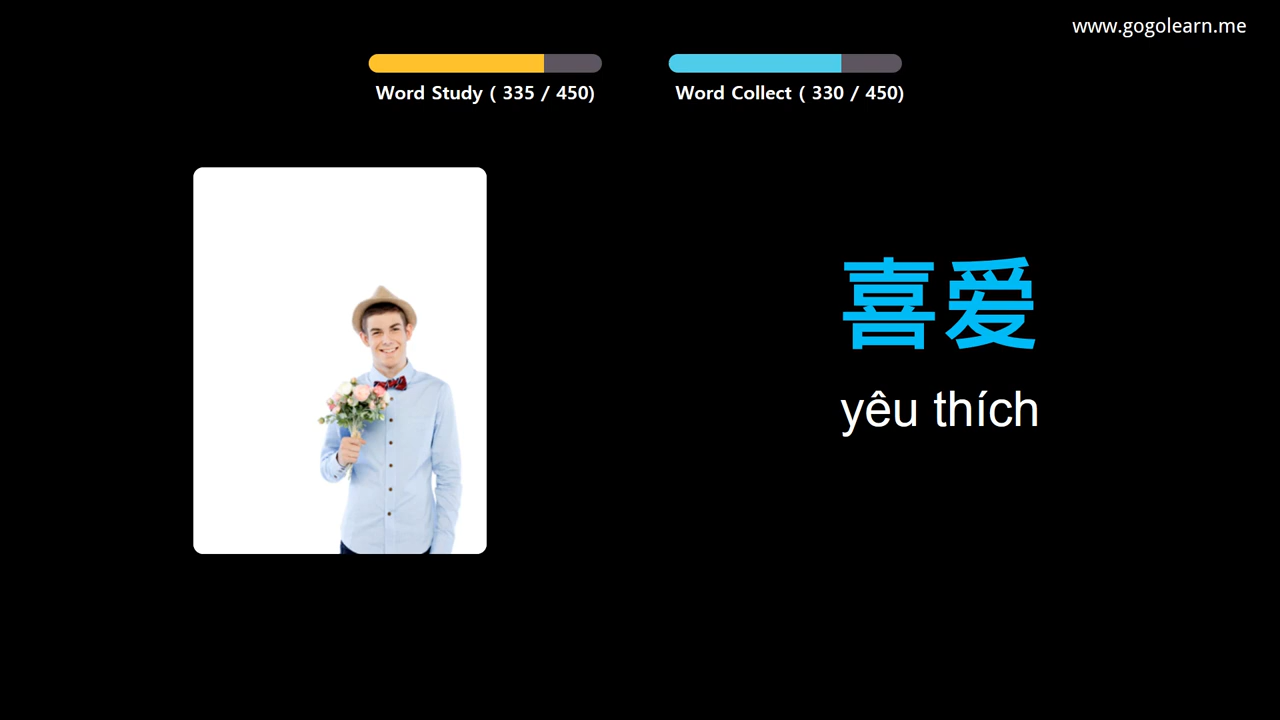 www.gogolearn.me
Word Study ( 335 / 450)
Word Collect ( 330 / 450)
喜爱
yêu thích